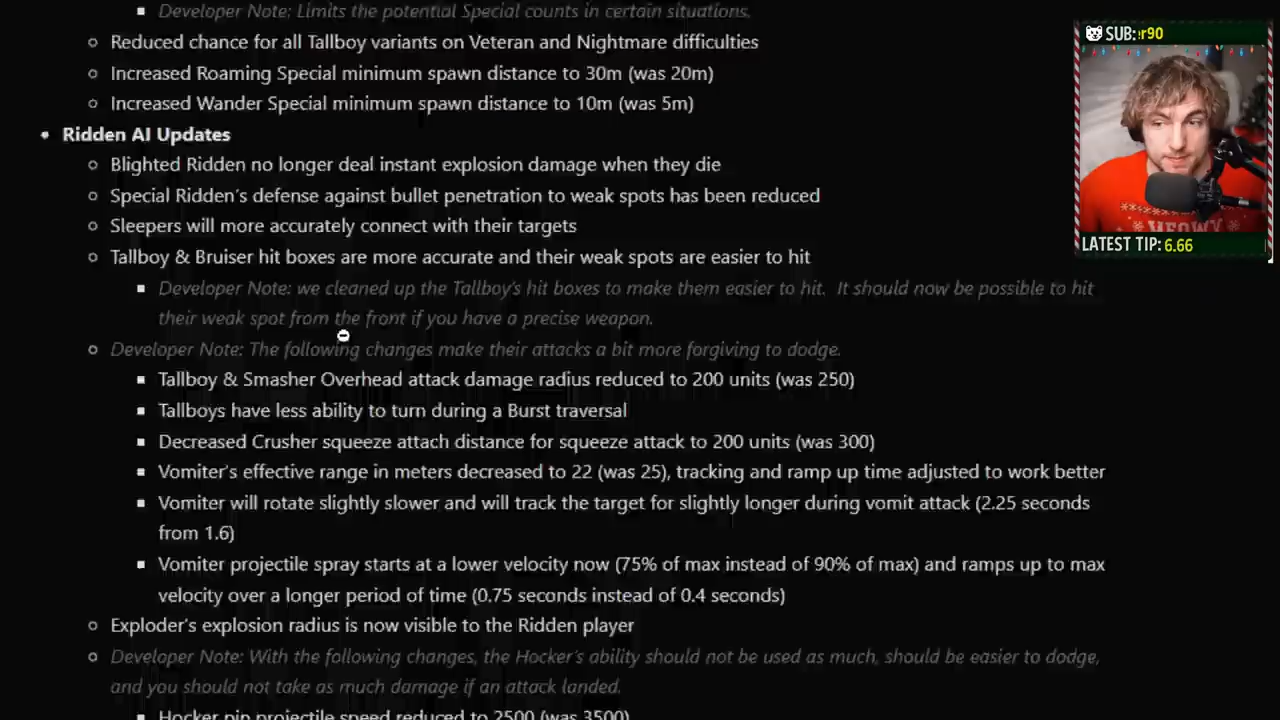 Developer Note: Limits the potential Special counts in certain situations.
Reduced chance for all Tallboy variants on Veteran and Nightmare difficulties
Increased Roaming Special minimum spawn distance to 30m (was 20m)
Increased Wander Special minimum spawn distance to 10m (was 5m)
Ridden AI Updates
Blighted Ridden no longer deal instant explosion damage when they die
Special Ridden's defense against bullet penetration to weak spots has been reduced
Sleepers will more accurately connect with their targets
Tallboy & Bruiser hit boxes are more accurate and their weak spots are easier to hit
Developer Note: we cleaned up the Tallboy's hit boxes to make them easier to hit. It should now be possible to hit
their weak spot from the front if you have a precise weapon.
Developer Note: The following changes make their attacks a bit more forgiving to dodge.
Tallboy & Smasher Overhead attack damage radius reduced to 200 units (was 250)
Tallboys have less ability to turn during a Burst traversal
Decreased Crusher squeeze attach distance for squeeze attack to 200 units (was 300)
Vomiter's effective range in meters decreased to 22 (was 25), tracking and ramp up time adjusted to work better
Vomiter will rotate slightly slower and will track the target for slightly longer during vomit attack (2.25 seconds
from 1.6)
Vomiter projectile spray starts at a lower velocity now (75% of max instead of 90% of max) and ramps up to max
velocity over a longer period of time (0.75 seconds instead of 0.4 seconds)
Exploder's explosion radius is now visible to the Ridden player
Developer Note: With the following changes, the Hocker's ability should not be used as much, should be easier to dodge,
and you should not take as much damage if an attack landed.
Hocker pin projectile speed reduced to 2500 (was 3500)
SUB: r90
MEOWY
LATEST TIP: 6.66